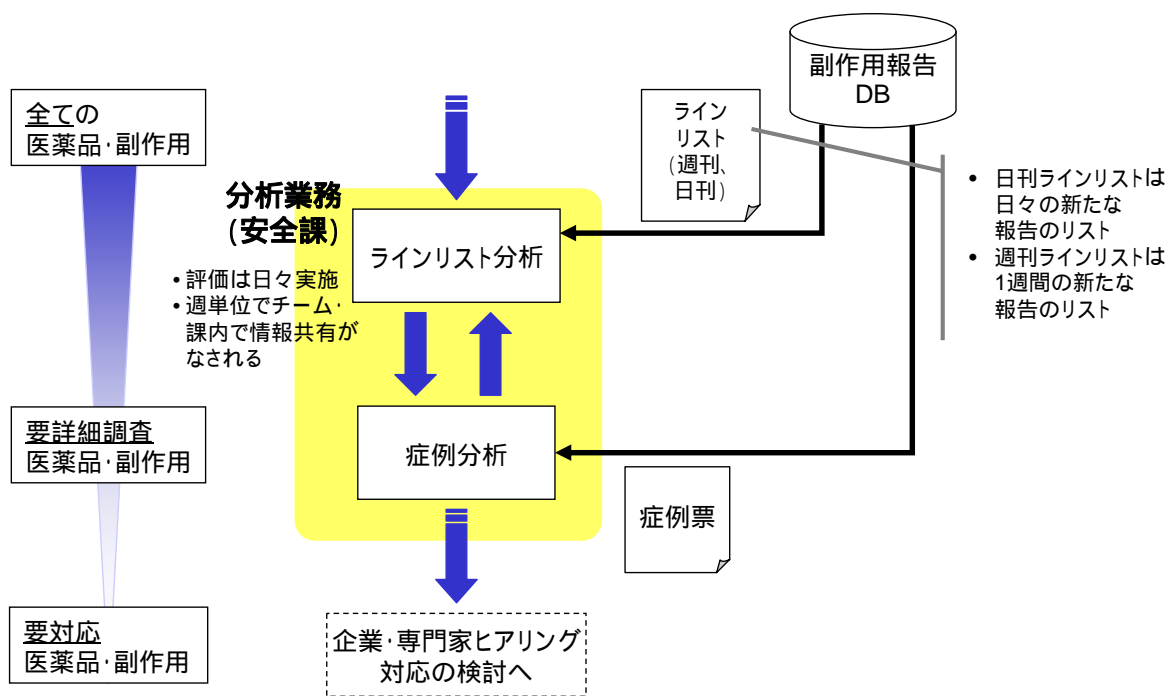 副作用報告
DB
全ての
医薬品・副作用
ライン
リスト
(週刊、
日刊)
分析業務
(安全課)
• 評価は日々実施
• 週単位でチーム・
課内で情報共有が
なされる
ラインリスト分析
• 日刊ラインリストは
日々の新たな
報告のリスト
• 週刊ラインリストは
1週間の新たな
報告のリスト
要詳細調査
医薬品・副作用
症例分析
症例票
要対応
医薬品・副作用
企業・専門家ヒアリング
対応の検討へ